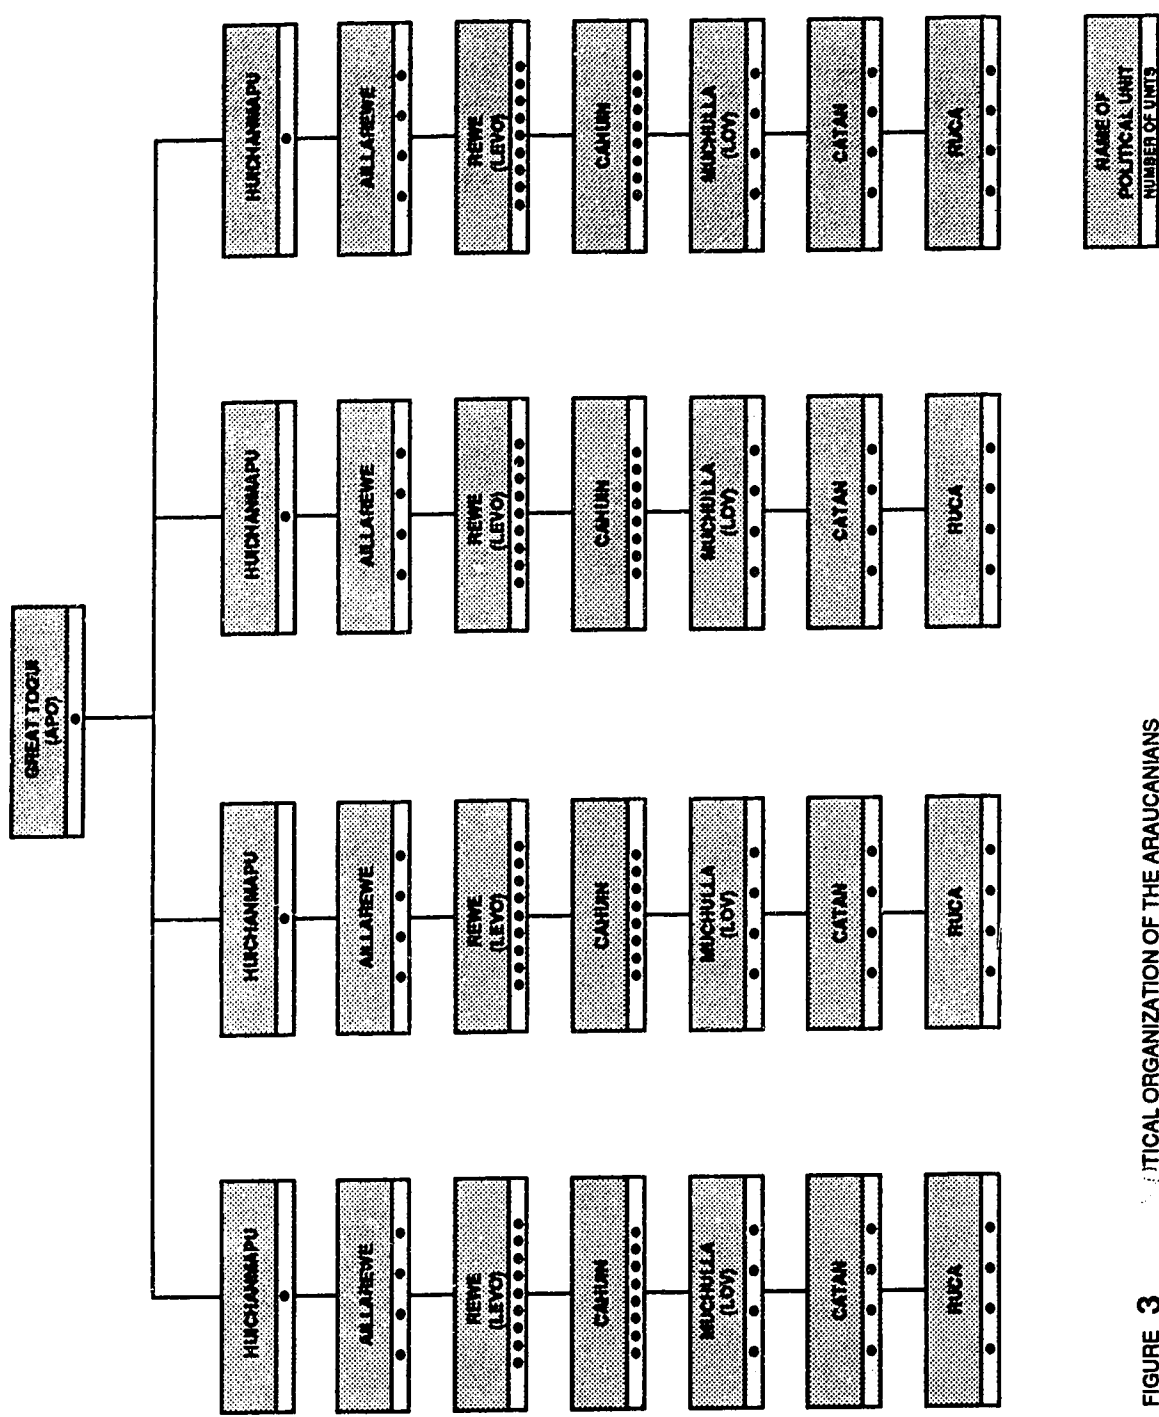 GREAT TOQUI
(APO)
HUICHANMAPU HUICHANMAPU HUICHANMAPU HUICHANMAPU
AILLAREWE AILLAREWE AILLAREWE AILLAREWE
REWE REWE REWE REWE
(LEVO) (LEVO) (LEVO) (LEVO)
CAHUIN CAHUIN CAHUIN CAHUIN
MUCHULLA MUCHULLA MUCHULLA MUCHULLA
(LOV) (LOV) (LOV) (LOV)
CATAN CATAN CATAN CATAN
RUCA RUCA RUCA RUCA
NAME OF
POLITICAL UNIT
NUMBER OF UNITS
FIGURE 3 TICAL ORGANIZATION OF THE ARAUCANIANS